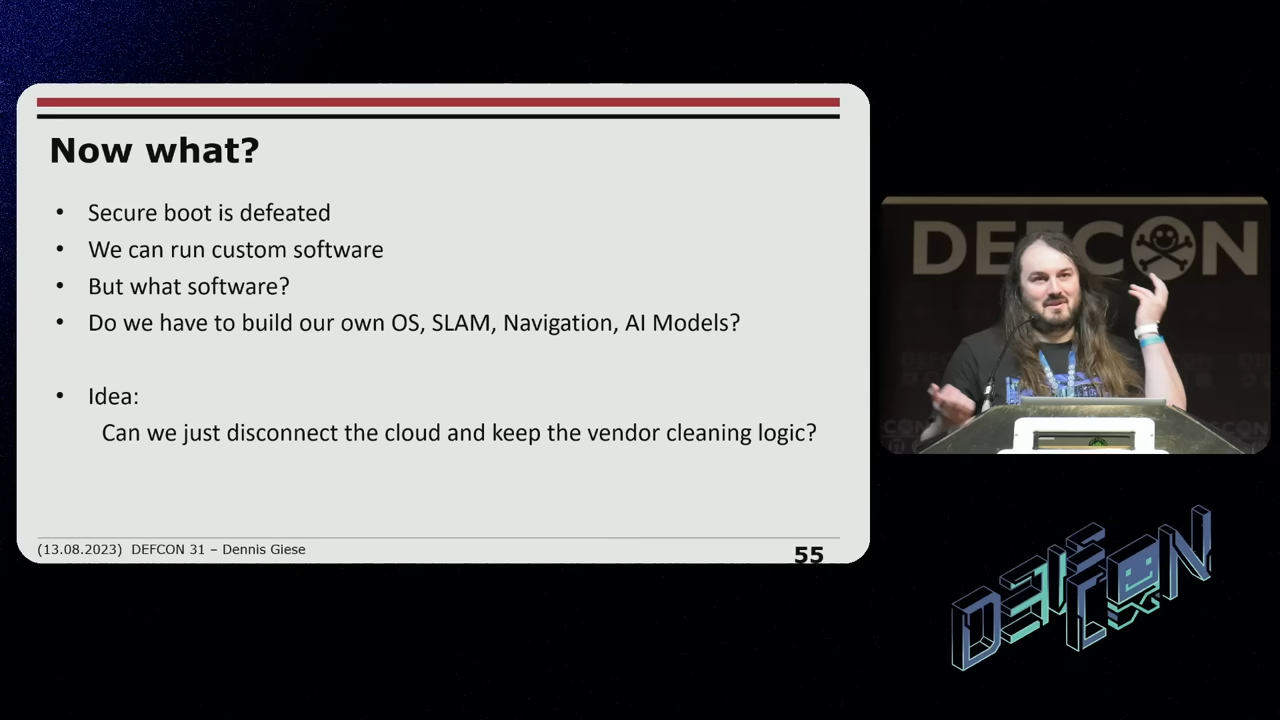 Now what?
• Secure boot is defeated
• We can run custom software
• But what software?
• Do we have to build our own OS, SLAM, Navigation, AI Models?
• Idea:
Can we just disconnect the cloud and keep the vendor cleaning logic?
(13.08.2023) DEFCON 31 – Dennis Giese
55
DEFCON
DEFCON